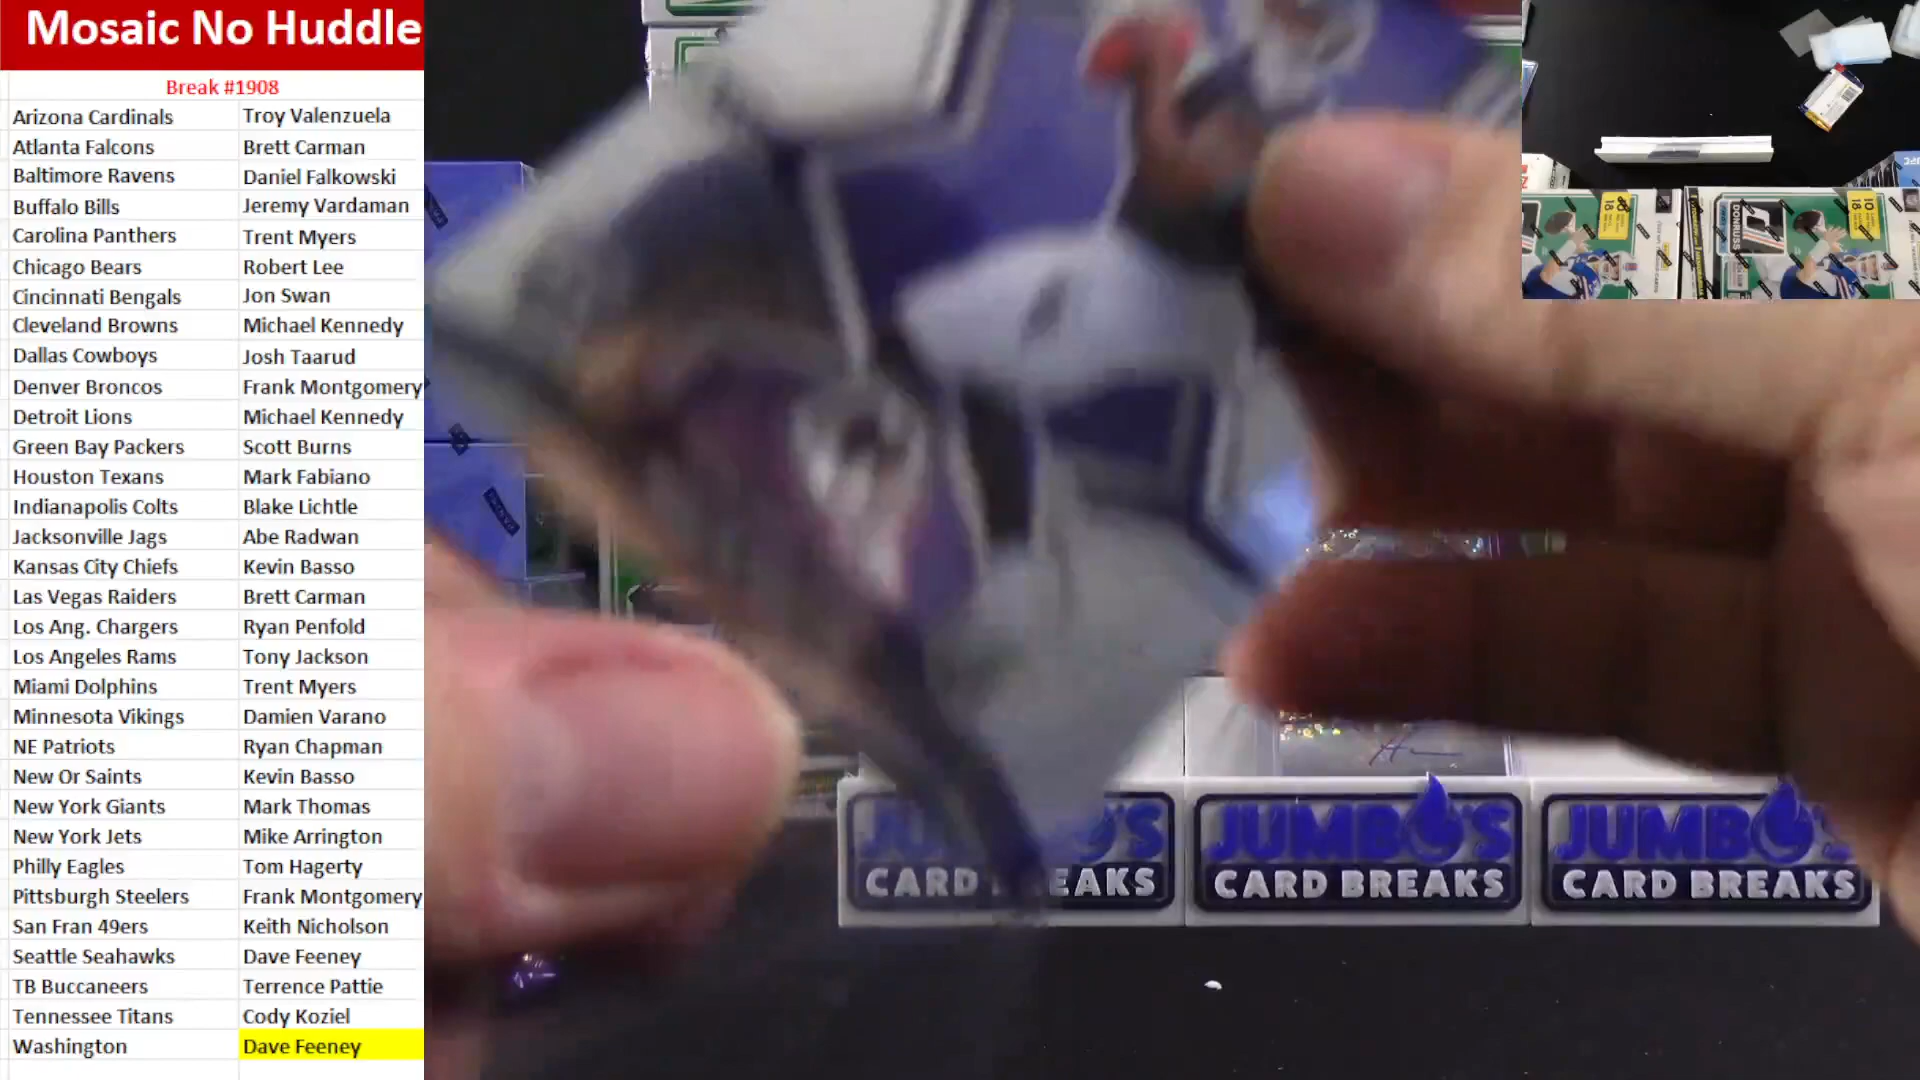 Mosaic No Huddle
Break #1908
Arizona Cardinals Troy Valenzuela
Atlanta Falcons Brett Carman
Baltimore Ravens Daniel Falkowski
Buffalo Bills Jeremy Vardaman
Carolina Panthers Trent Myers
Chicago Bears Robert Lee
Cincinnati Bengals Jon Swan
Cleveland Browns Michael Kennedy
Dallas Cowboys Josh Taarud
Denver Broncos Frank Montgomery
Detroit Lions Michael Kennedy
Green Bay Packers Scott Burns
Houston Texans Mark Fabiano
Indianapolis Colts Blake Lichtle
Jacksonville Jags Abe Radwan
Kansas City Chiefs Kevin Basso
Las Vegas Raiders Brett Carman
Los Ang. Chargers Ryan Penfold
Los Angeles Rams Tony Jackson
Miami Dolphins Trent Myers
Minnesota Vikings Damien Varano
NE Patriots Ryan Chapman
New Or Saints Kevin Basso
New York Giants Mark Thomas
New York Jets Mike Arrington
Philly Eagles Tom Hagerty
Pittsburgh Steelers Frank Montgomery
San Fran 49ers Keith Nicholson
Seattle Seahawks Dave Feeney
TB Buccaneers Terrence Pattie
Tennessee Titans Cody Koziel
Washington Dave Feeney
DONRUSS
18
10
18
JUMBO'S
CARD BREAKS
JUMBO'S
CARD BREAKS